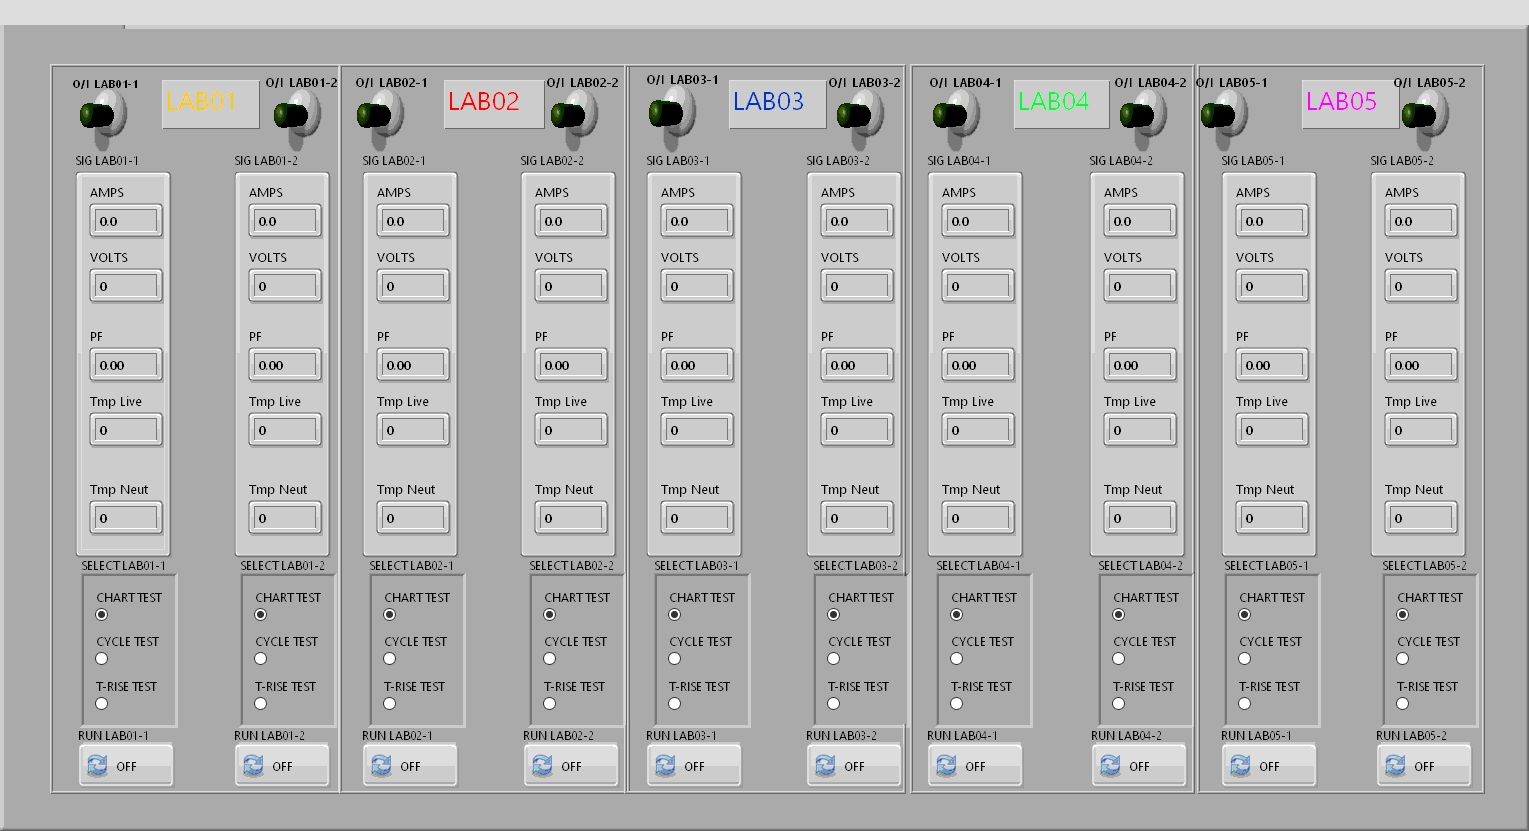 O/I LAB01-1 LAB01 O/I LAB01-2 O/I LAB02-1 LAB02 O/I LAB02-2 O/I LAB03-1 LAB03 O/I LAB03-2 O/I LAB04-1 LAB04 O/I LAB04-2 O/I LAB05-1 LAB05 O/I LAB05-2
SIG LAB01-1 SIG LAB01-2 SIG LAB02-1 SIG LAB02-2 SIG LAB03-1 SIG LAB03-2 SIG LAB04-1 SIG LAB04-2 SIG LAB05-1 SIG LAB05-2
AMPS AMPS AMPS AMPS AMPS AMPS AMPS AMPS AMPS AMPS
0.0 0.0 0.0 0.0 0.0 0.0 0.0 0.0 0.0 0.0
VOLTS VOLTS VOLTS VOLTS VOLTS VOLTS VOLTS VOLTS VOLTS VOLTS
0 0 0 0 0 0 0 0 0 0
PF PF PF PF PF PF PF PF PF PF
0.00 0.00 0.00 0.00 0.00 0.00 0.00 0.00 0.00 0.00
Tmp Live Tmp Live Tmp Live Tmp Live Tmp Live Tmp Live Tmp Live Tmp Live Tmp Live Tmp Live
0 0 0 0 0 0 0 0 0 0
Tmp Neut Tmp Neut Tmp Neut Tmp Neut Tmp Neut Tmp Neut Tmp Neut Tmp Neut Tmp Neut Tmp Neut
0 0 0 0 0 0 0 0 0 0
SELECT LAB01-1 SELECT LAB01-2 SELECT LAB02-1 SELECT LAB02-2 SELECT LAB03-1 SELECT LAB03-2 SELECT LAB04-1 SELECT LAB04-2 SELECT LAB05-1 SELECT LAB05-2
CHART TEST CHART TEST CHART TEST CHART TEST CHART TEST CHART TEST CHART TEST CHART TEST CHART TEST CHART TEST
CYCLE TEST CYCLE TEST CYCLE TEST CYCLE TEST CYCLE TEST CYCLE TEST CYCLE TEST CYCLE TEST CYCLE TEST CYCLE TEST
T-RISE TEST T-RISE TEST T-RISE TEST T-RISE TEST T-RISE TEST T-RISE TEST T-RISE TEST T-RISE TEST T-RISE TEST T-RISE TEST
RUN LAB01-1 RUN LAB01-2 RUN LAB02-1 RUN LAB02-2 RUN LAB03-1 RUN LAB03-2 RUN LAB04-1 RUN LAB04-2 RUN LAB05-1 RUN LAB05-2
OFF OFF OFF OFF OFF OFF OFF OFF OFF OFF